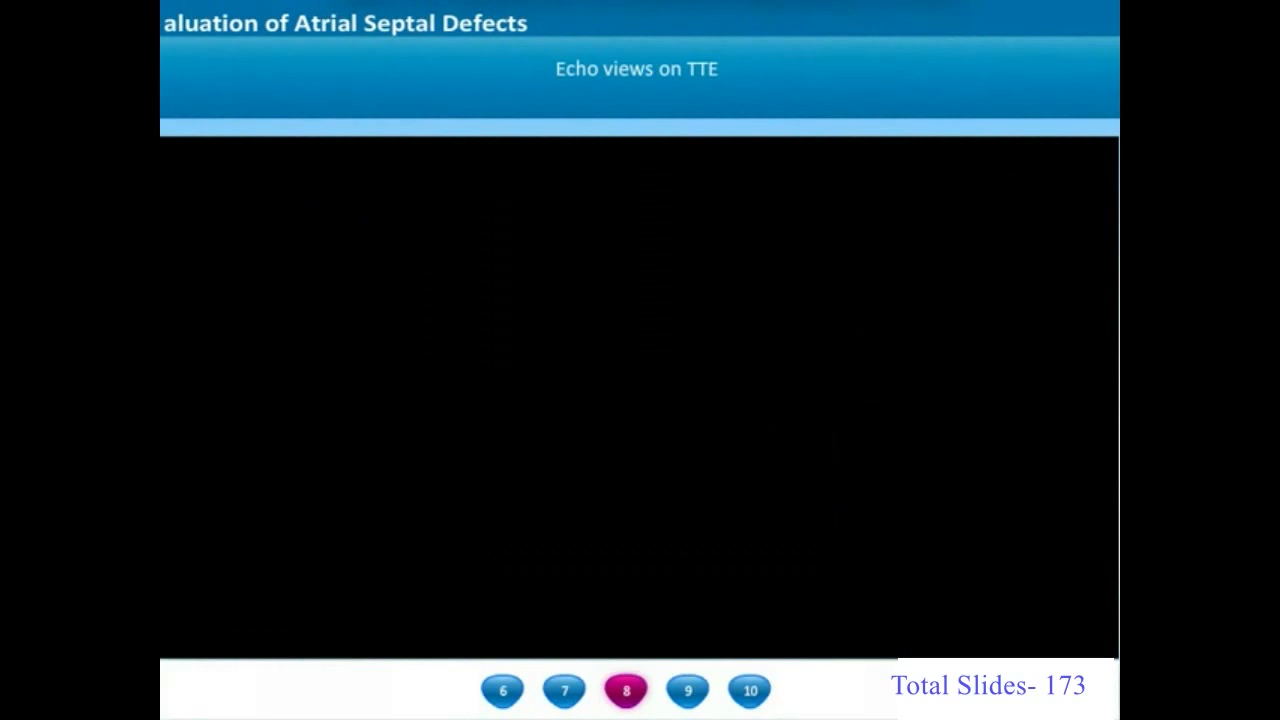 aluation of Atrial Septal Defects
Echo views on TTE
6 7 8 9 10
Total Slides- 173